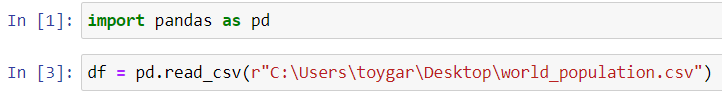 In [1]: import pandas as pd
In [3]: df = pd.read_csv(r"C:\Users\toygar\Desktop\world_population.csv")